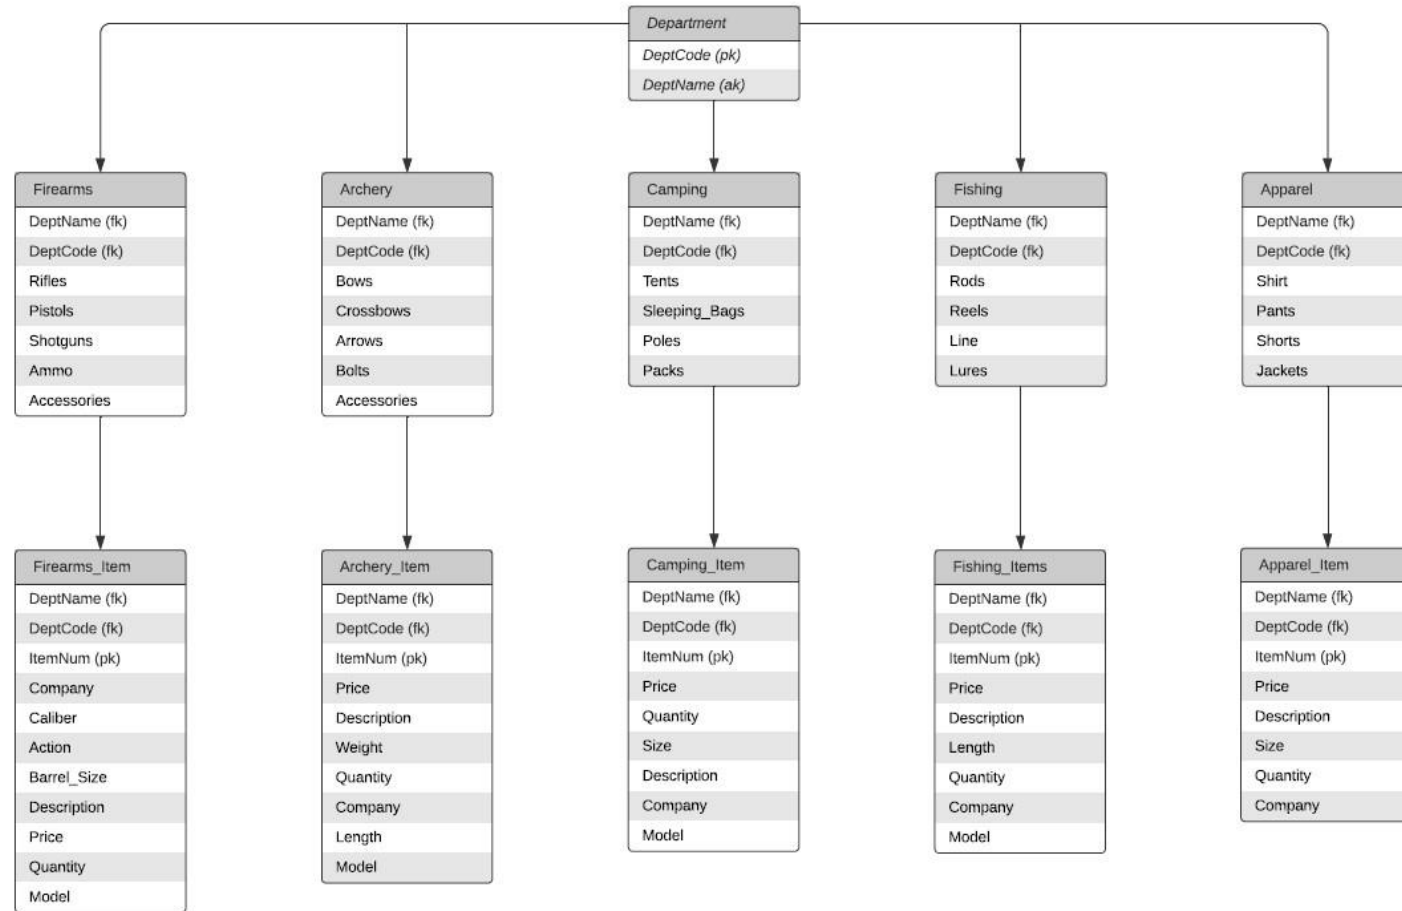 Department
DeptCode (pk)
DeptName (ak)
Firearms
DeptName (fk)
DeptCode (fk)
Rifles
Pistols
Shotguns
Ammo
Accessories
Archery
DeptName (fk)
DeptCode (fk)
Bows
Crossbows
Arrows
Bolts
Accessories
Camping
DeptName (fk)
DeptCode (fk)
Tents
Sleeping_Bags
Poles
Packs
Fishing
DeptName (fk)
DeptCode (fk)
Rods
Reels
Line
Lures
Apparel
DeptName (fk)
DeptCode (fk)
Shirt
Pants
Shorts
Jackets
Firearms_Item
DeptName (fk)
DeptCode (fk)
ItemNum (pk)
Company
Caliber
Action
Barrel_Size
Description
Price
Quantity
Model
Archery_Item
DeptName (fk)
DeptCode (fk)
ItemNum (pk)
Price
Description
Weight
Quantity
Company
Length
Model
Camping_Item
DeptName (fk)
DeptCode (fk)
ItemNum (pk)
Price
Quantity
Size
Description
Company
Model
Fishing_Items
DeptName (fk)
DeptCode (fk)
ItemNum (pk)
Price
Description
Length
Quantity
Company
Model
Apparel_Item
DeptName (fk)
DeptCode (fk)
ItemNum (pk)
Price
Description
Size
Quantity
Company